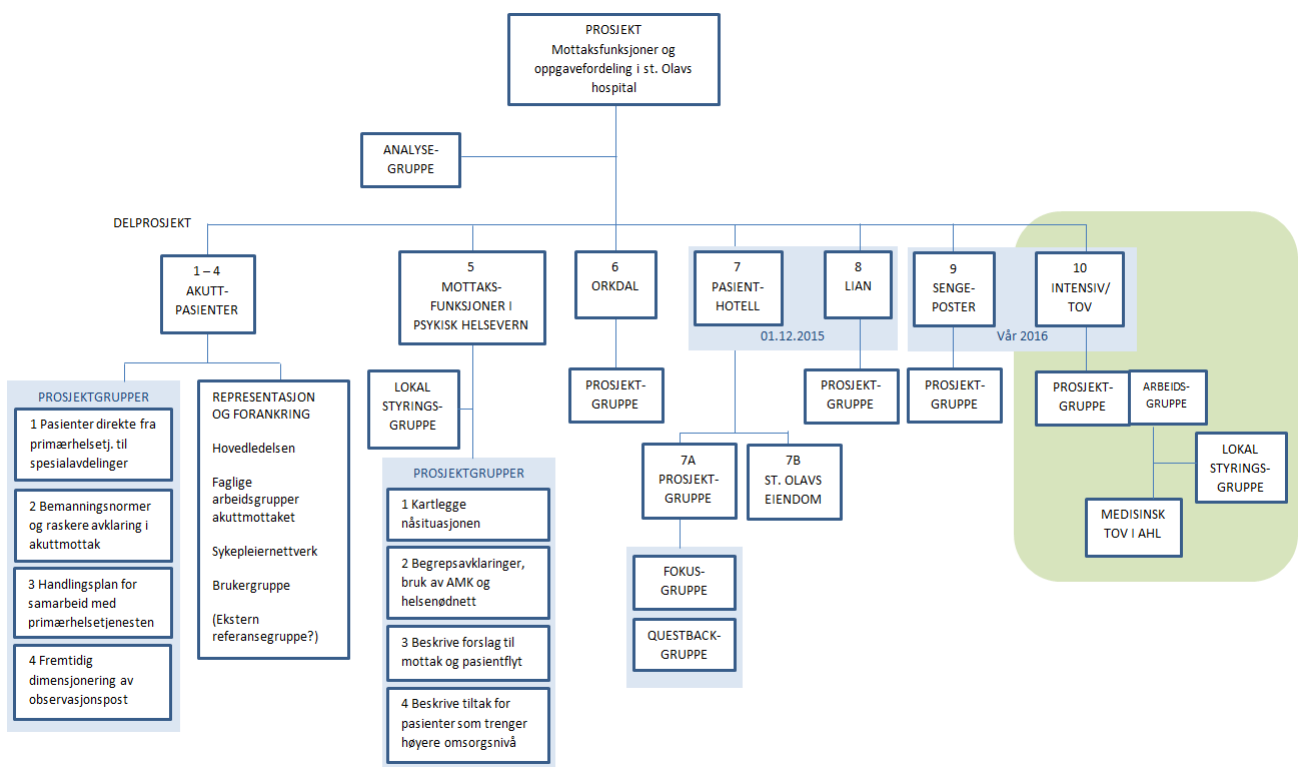 PROSJEKT
Mottaksfunksjoner og
oppgavefordeling i st. Olavs
hospital
ANALYSE-
GRUPPE
DELPROSJEKT
1 – 4
AKUTT-
PASIENTER
5
MOTTAKS-
FUNKSJONER I
PSYKISK HELSEVERN
6
ORKDAL
7
PASIENT-
HOTELL
8
LIAN
01.12.2015
9
SENGE-
POSTER
10
INTENSIV/
TOV
Vår 2016
PROSJEKTGRUPPER
1 Pasienter direkte fra
primærhelsetj. til
spesialavdelinger
2 Bemanningsnormer
og raskere avklaring i
akuttmottak
3 Handlingsplan for
samarbeid med
primærhelsetjenesten
4 Fremtidig
dimensjonering av
observasjonspost
REPRESENTASJON
OG FORANKRING
Hovedledelsen
Faglige
arbeidsgrupper
akuttmottaket
Sykepleiernettverk
Brukergruppe
(Ekstern
referansegruppe?)
LOKAL
STYRINGS-
GRUPPE
PROSJEKTGRUPPER
1 Kartlegge
nåsituasjonen
2 Begrepsavklaringer,
bruk av AMK og
helsenødnett
3 Beskrive forslag til
mottak og pasientflyt
4 Beskrive tiltak for
pasienter som trenger
høyere omsorgsnivå
PROSJEKT-
GRUPPE
7A
PROSJEKT-
GRUPPE
7B
ST. OLAVS
EIENDOM
FOKUS-
GRUPPE
QUESTBACK-
GRUPPE
PROSJEKT-
GRUPPE
PROSJEKT-
GRUPPE
PROSJEKT-
GRUPPE
ARBEIDS-
GRUPPE
LOKAL
STYRINGS-
GRUPPE
MEDISINSK
TOV I AHL